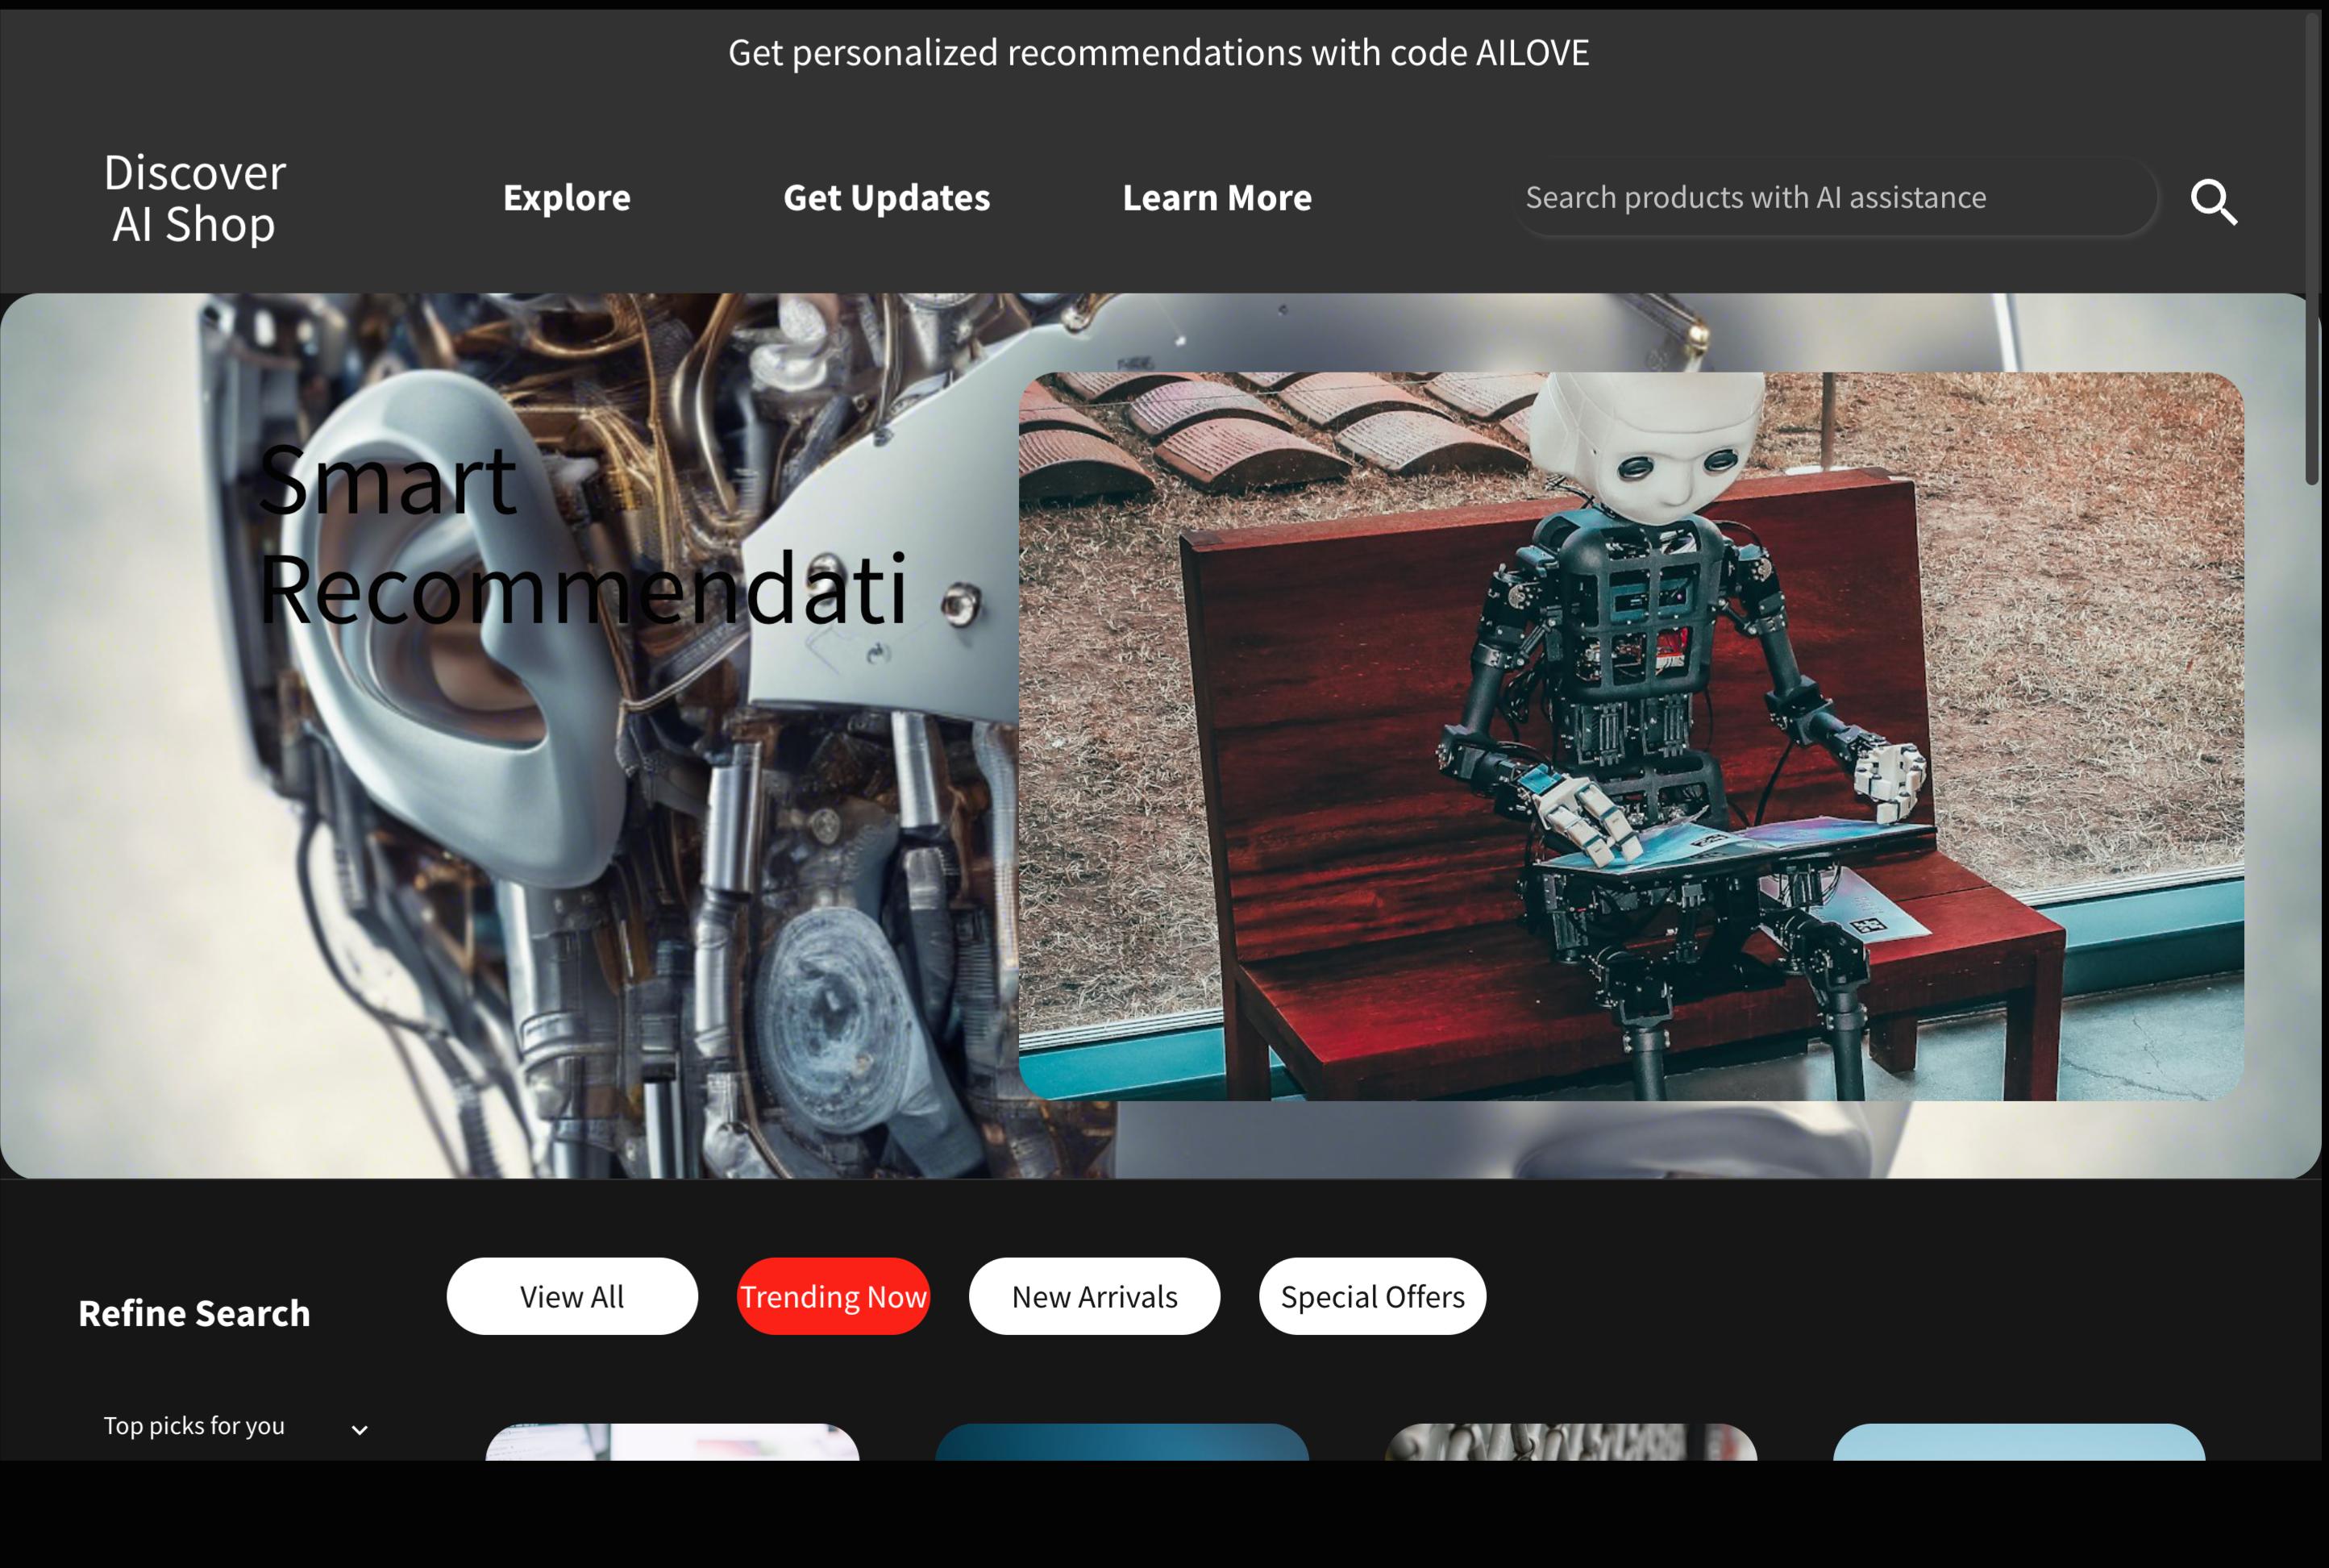 Get personalized recommendations with code AILOVE
Discover
AI Shop
Explore
Get Updates
Learn More
Search products with AI assistance
Smart
Recommendati
Refine Search
View All
Trending Now
New Arrivals
Special Offers
Top picks for you